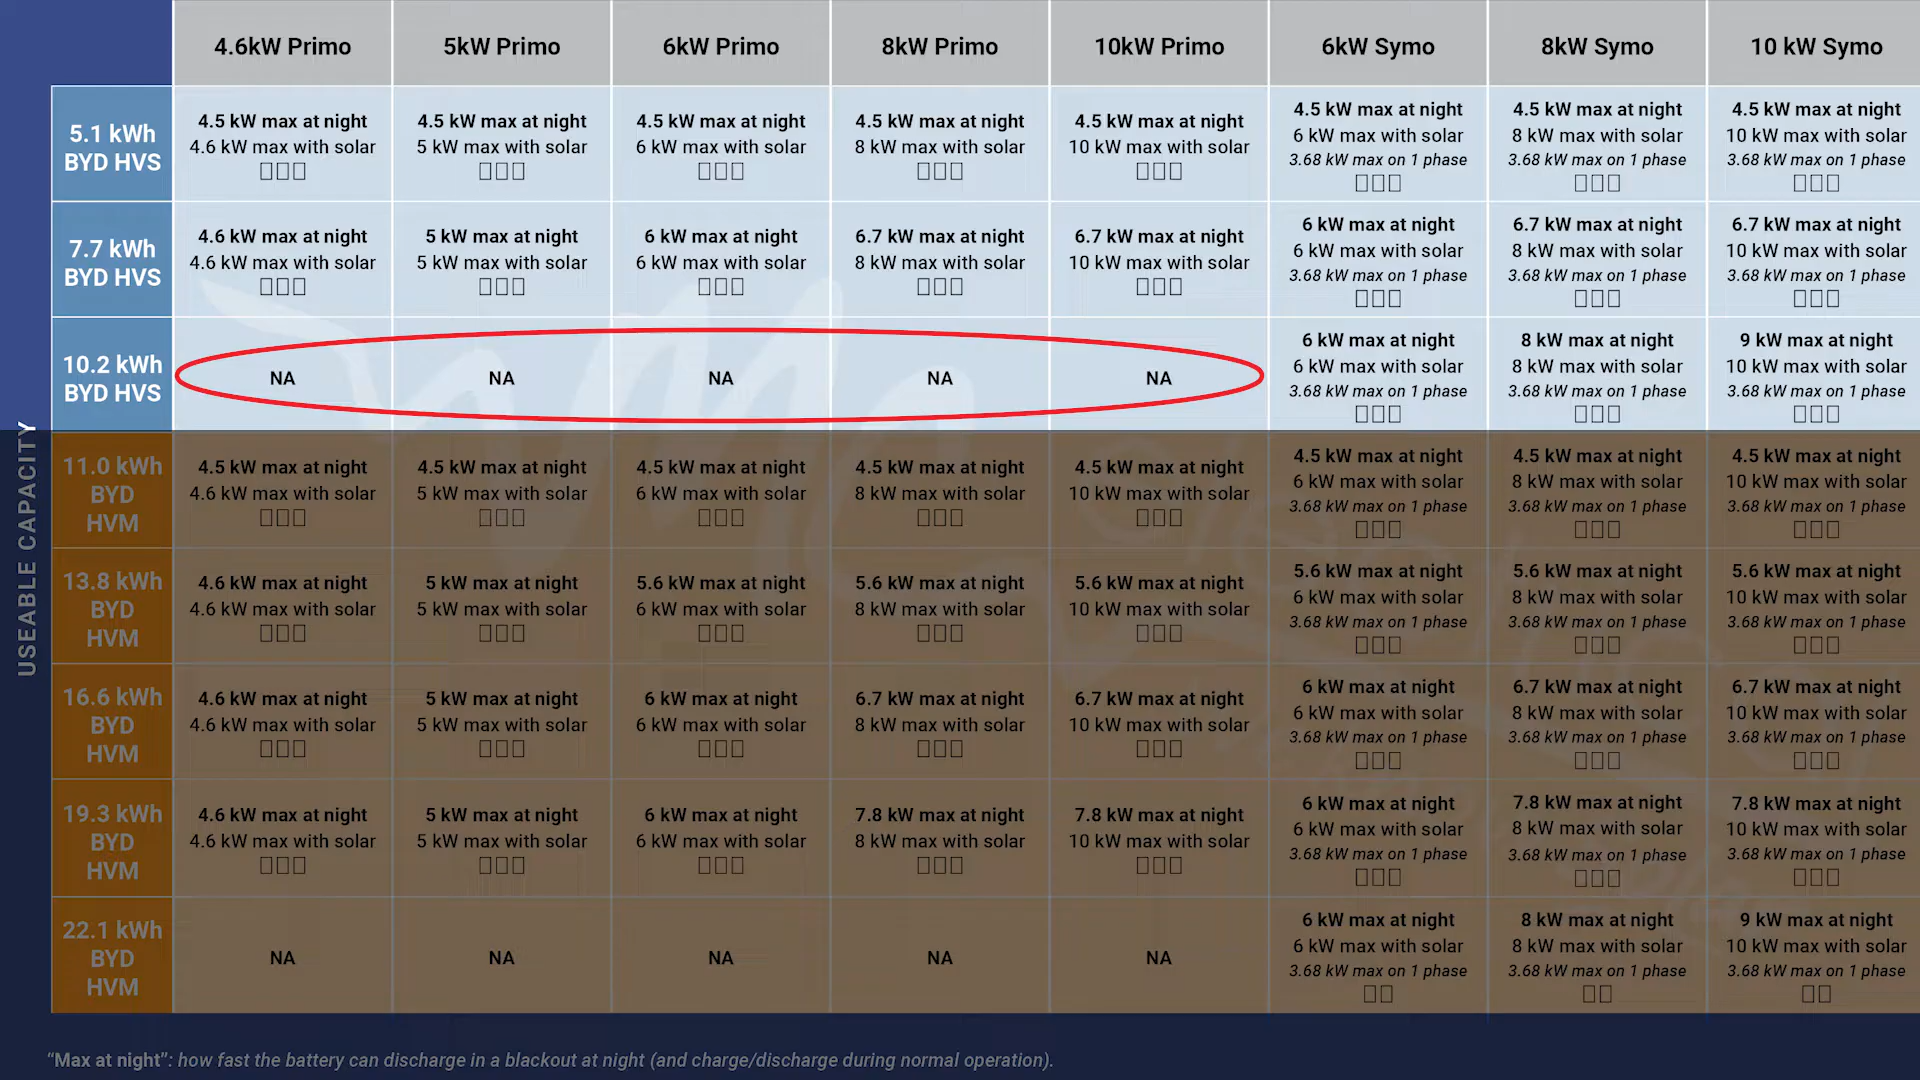 4.6kW Primo 5kW Primo 6kW Primo 8kW Primo 10kW Primo 6kW Symo 8kW Symo 10 kW Symo
5.1 kWh
BYD HVS
4.5 kW max at night
4.6 kW max with solar
4.5 kW max at night
5 kW max with solar
4.5 kW max at night
6 kW max with solar
4.5 kW max at night
8 kW max with solar
4.5 kW max at night
10 kW max with solar
4.5 kW max at night
6 kW max with solar
3.68 kW max on 1 phase
4.5 kW max at night
8 kW max with solar
3.68 kW max on 1 phase
4.5 kW max at night
10 kW max with solar
3.68 kW max on 1 phase
7.7 kWh
BYD HVS
4.6 kW max at night
4.6 kW max with solar
5 kW max at night
5 kW max with solar
6 kW max at night
6 kW max with solar
6.7 kW max at night
8 kW max with solar
6.7 kW max at night
10 kW max with solar
6 kW max at night
6 kW max with solar
3.68 kW max on 1 phase
6.7 kW max at night
8 kW max with solar
3.68 kW max on 1 phase
6.7 kW max at night
10 kW max with solar
3.68 kW max on 1 phase
10.2 kWh
BYD HVS
NA
NA
NA
NA
NA
6 kW max at night
6 kW max with solar
3.68 kW max on 1 phase
8 kW max at night
8 kW max with solar
3.68 kW max on 1 phase
9 kW max at night
10 kW max with solar
3.68 kW max on 1 phase
USEABLE CAPACITY
11.0 kWh
BYD
HVM
4.5 kW max at night
4.6 kW max with solar
4.5 kW max at night
5 kW max with solar
4.5 kW max at night
6 kW max with solar
4.5 kW max at night
8 kW max with solar
4.5 kW max at night
10 kW max with solar
4.5 kW max at night
6 kW max with solar
3.68 kW max on 1 phase
4.5 kW max at night
8 kW max with solar
3.68 kW max on 1 phase
4.5 kW max at night
10 kW max with solar
3.68 kW max on 1 phase
13.8 kWh
BYD
HVM
4.6 kW max at night
4.6 kW max with solar
5 kW max at night
5 kW max with solar
5.6 kW max at night
6 kW max with solar
5.6 kW max at night
8 kW max with solar
5.6 kW max at night
10 kW max with solar
5.6 kW max at night
6 kW max with solar
3.68 kW max on 1 phase
5.6 kW max at night
8 kW max with solar
3.68 kW max on 1 phase
5.6 kW max at night
10 kW max with solar
3.68 kW max on 1 phase
16.6 kWh
BYD
HVM
4.6 kW max at night
4.6 kW max with solar
5 kW max at night
5 kW max with solar
6 kW max at night
6 kW max with solar
6.7 kW max at night
8 kW max with solar
6.7 kW max at night
10 kW max with solar
6 kW max at night
6 kW max with solar
3.68 kW max on 1 phase
6.7 kW max at night
8 kW max with solar
3.68 kW max on 1 phase
6.7 kW max at night
10 kW max with solar
3.68 kW max on 1 phase
19.3 kWh
BYD
HVM
4.6 kW max at night
4.6 kW max with solar
5 kW max at night
5 kW max with solar
6 kW max at night
6 kW max with solar
7.8 kW max at night
8 kW max with solar
7.8 kW max at night
10 kW max with solar
6 kW max at night
6 kW max with solar
3.68 kW max on 1 phase
7.8 kW max at night
8 kW max with solar
3.68 kW max on 1 phase
7.8 kW max at night
10 kW max with solar
3.68 kW max on 1 phase
22.1 kWh
BYD
HVM
NA
NA
NA
NA
NA
6 kW max at night
6 kW max with solar
3.68 kW max on 1 phase
8 kW max at night
8 kW max with solar
3.68 kW max on 1 phase
9 kW max at night
10 kW max with solar
3.68 kW max on 1 phase
“Max at night”: how fast the battery can discharge in a blackout at night (and charge/discharge during normal operation).